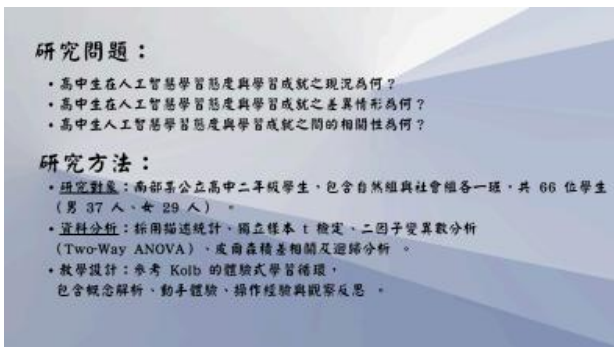 研究問題：
•高中生在人工智慧學習態度與學習成就之現況為何？
•高中生在人工智慧學習態度與學習成就之差異情形為何？
•高中生人工智慧學習態度與學習成就之間的相關性為何？
研究方法：
•研究對象：南部某公立高中二年級學生，包含自然組與社會組各一班，共 66 位學生
（男 37 人、女 29 人） 。
•資料分析：採用描述統計、獨立樣本 t 檢定、二因子變異數分析
（Two-Way ANOVA）、皮爾森積差相關及迴歸分析 。
•教學設計：參考 Kolb 的體驗式學習循環，
包含概念解析、動手體驗、操作經驗與觀察反思 。